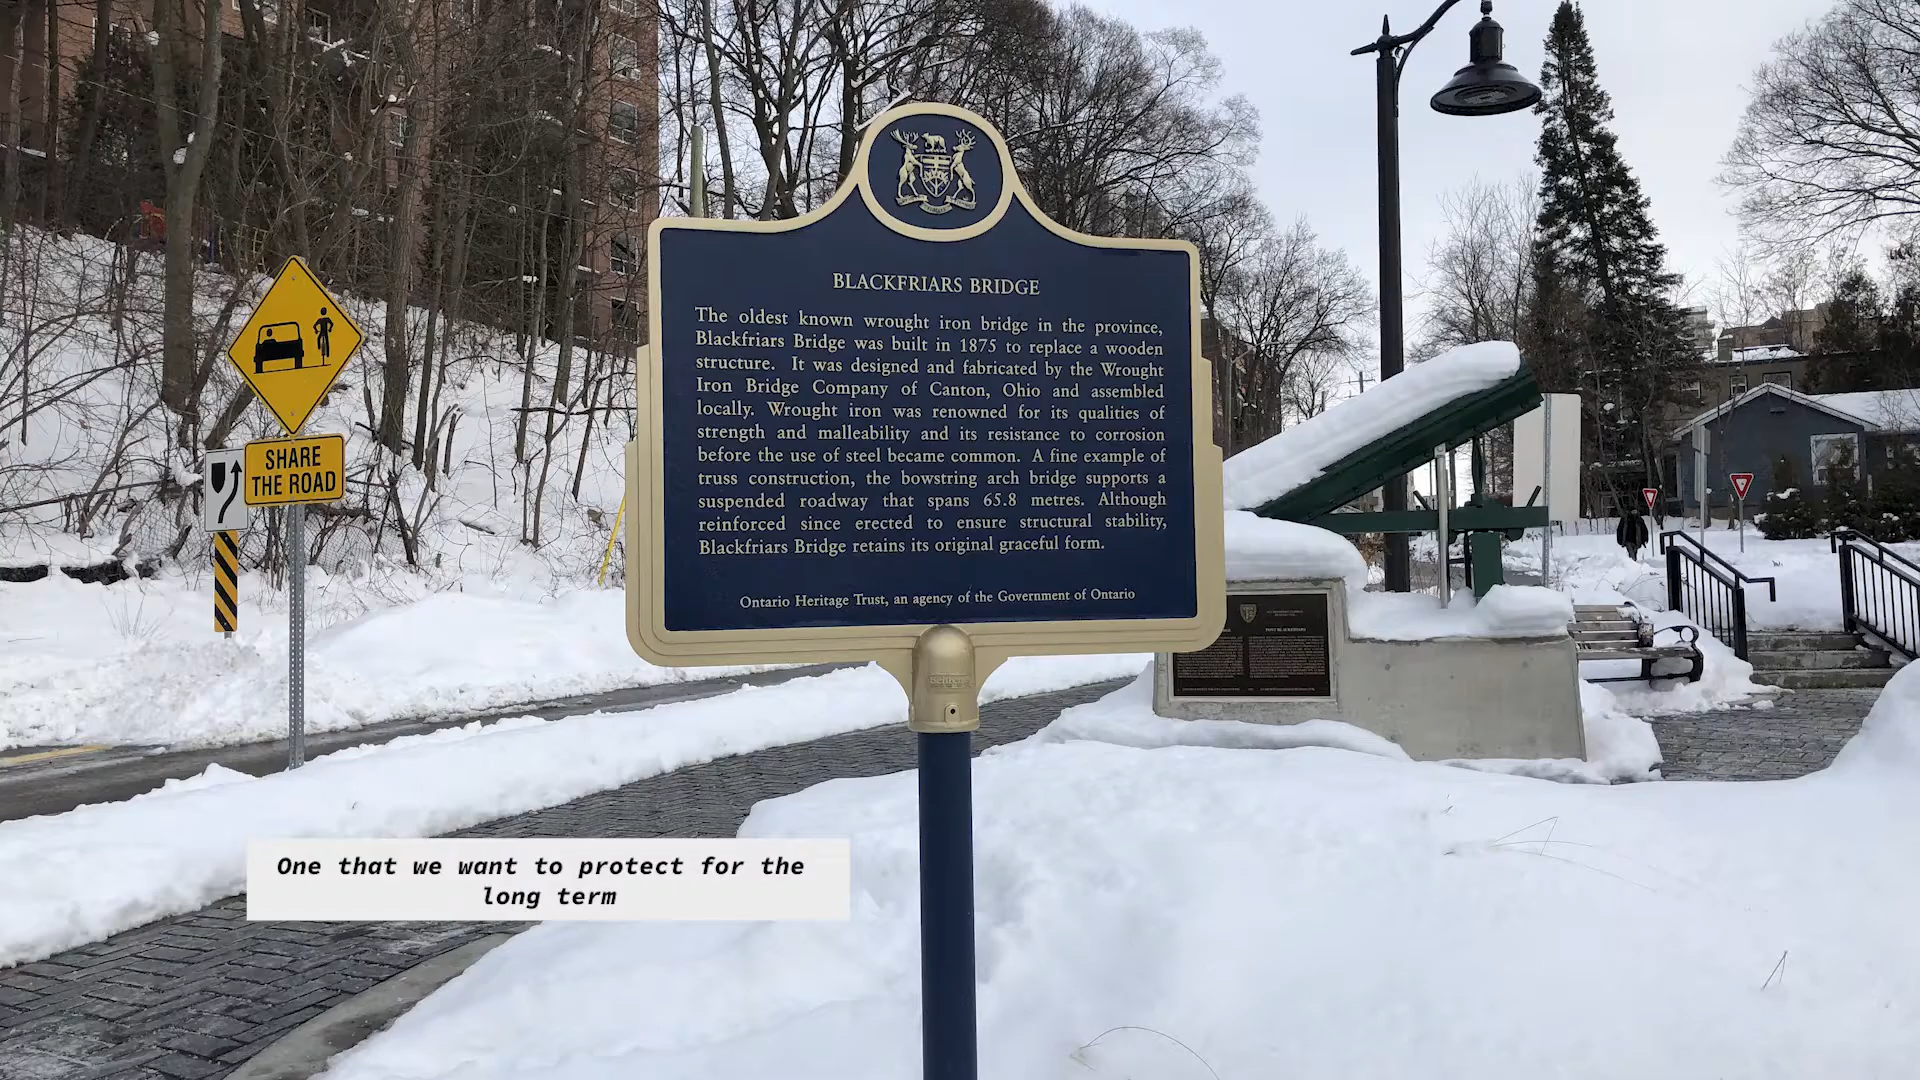 BLACKFRIARS BRIDGE
The oldest known wrought iron bridge in the province,
Blackfriars Bridge was built in 1875 to replace a wooden
structure. It was designed and fabricated by the Wrought
Iron Bridge Company of Canton, Ohio and assembled
locally. Wrought iron was renowned for its qualities of
strength and malleability and its resistance to corrosion
before the use of steel became common. A fine example of
truss construction, the bowstring arch bridge supports a
suspended roadway that spans 65.8 metres. Although
reinforced since erected to ensure structural stability,
Blackfriars Bridge retains its original graceful form.
Ontario Heritage Trust, an agency of the Government of Ontario
SHARE
THE ROAD
One that we want to protect for the
long term